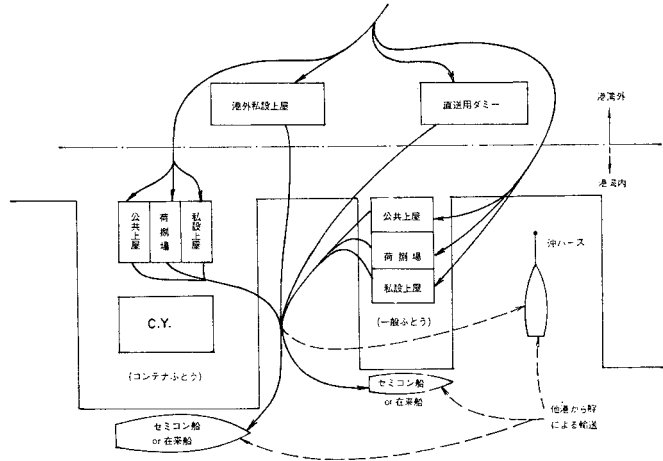 港外私設上屋
直送用ダミー
港湾外
港湾内
公共上屋
荷捌場
私設上屋
公共上屋
荷捌場
私設上屋
(一般ふとう)
沖バース
C.Y.
(コンテナふとう)
セミコン船
or 在来船
セミコン船
or 在来船
他港から艀
による輸送